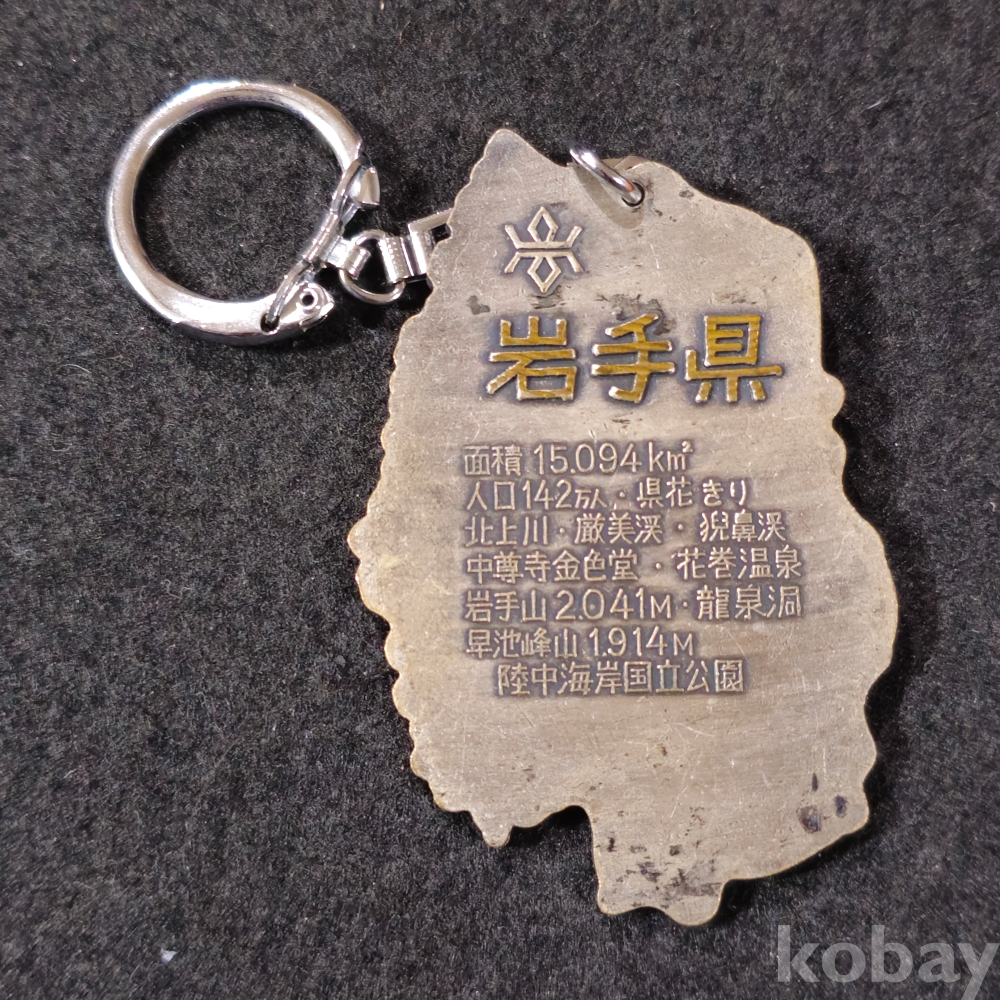 岩手県
面積 15.094km²
人口142万人・県花きり
北上川・厳美渓・猊鼻渓
中尊寺金色堂・花巻温泉
岩手山2.041M・龍泉洞
早池峰山1.914M
陸中海岸国立公園
kobay